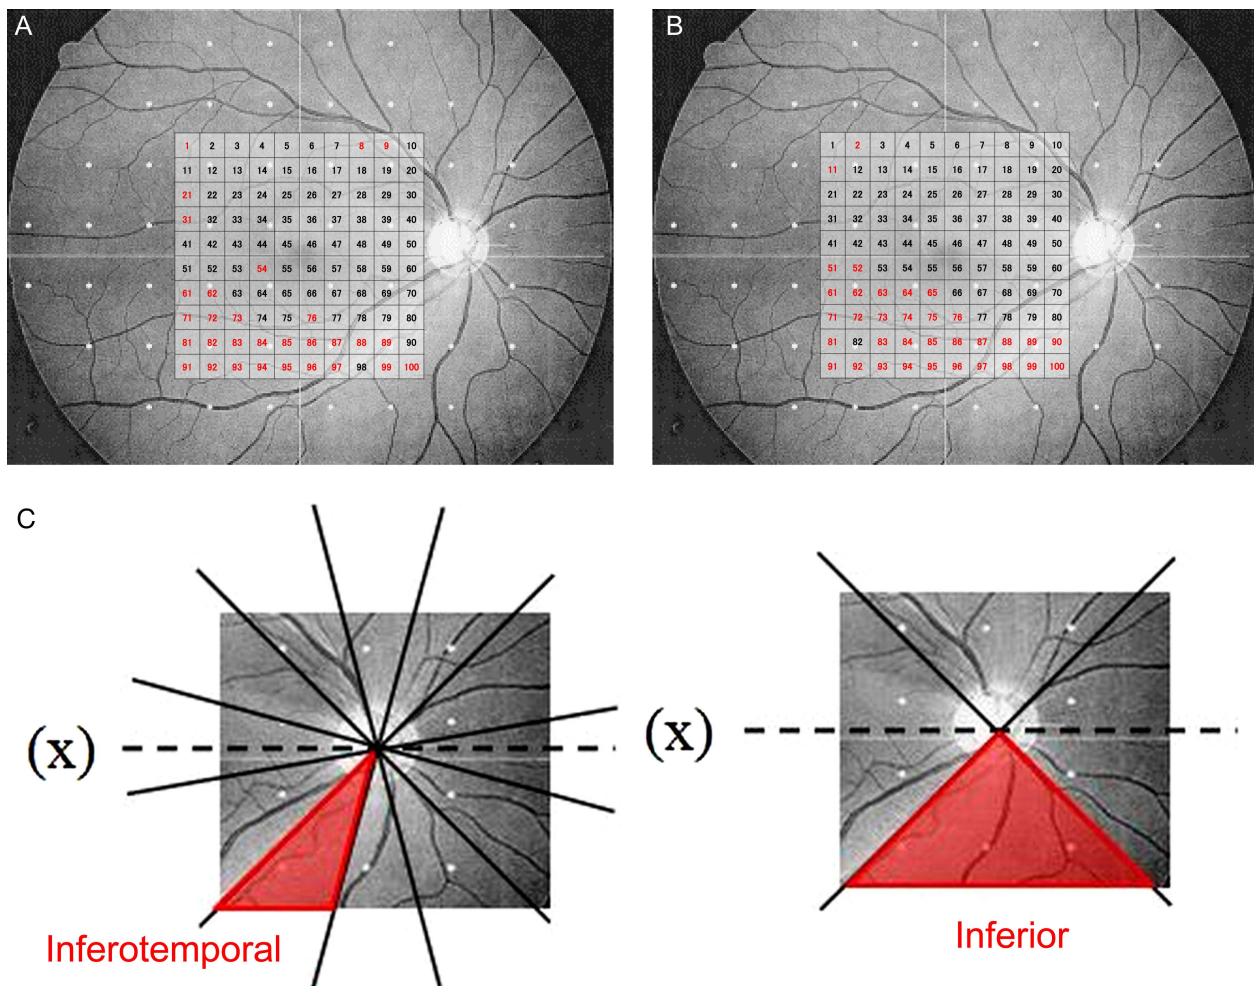 A
1 2 3 4 5 6 7 8 9 10
11 12 13 14 15 16 17 18 19 20
21 22 23 24 25 26 27 28 29 30
31 32 33 34 35 36 37 38 39 40
41 42 43 44 45 46 47 48 49 50
51 52 53 54 55 56 57 58 59 60
61 62 63 64 65 66 67 68 69 70
71 72 73 74 75 76 77 78 79 80
81 82 83 84 85 86 87 88 89 90
91 92 93 94 95 96 97 98 99 100
B
1 2 3 4 5 6 7 8 9 10
11 12 13 14 15 16 17 18 19 20
21 22 23 24 25 26 27 28 29 30
31 32 33 34 35 36 37 38 39 40
41 42 43 44 45 46 47 48 49 50
51 52 53 54 55 56 57 58 59 60
61 62 63 64 65 66 67 68 69 70
71 72 73 74 75 76 77 78 79 80
81 82 83 84 85 86 87 88 89 90
91 92 93 94 95 96 97 98 99 100
C
(x)
Inferotemporal
(x)
Inferior